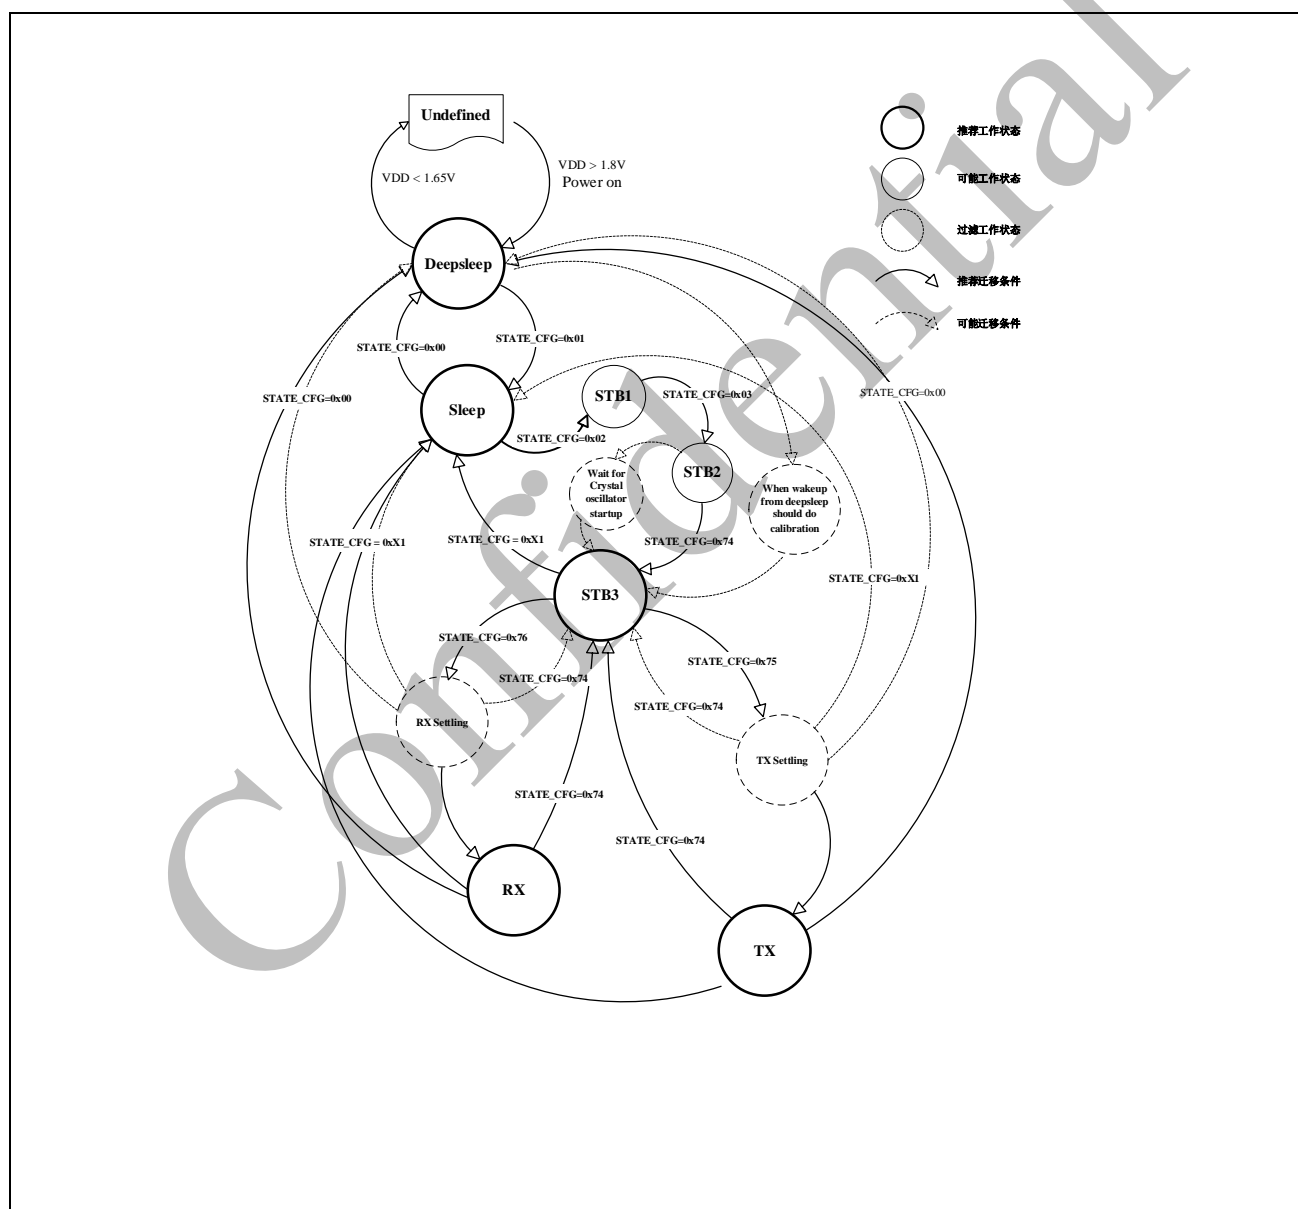 Undefined
VDD < 1.65V
VDD > 1.8V
Power on
Deepsleep
STATE_CFG=0x00
STATE_CFG=0x01
STATE_CFG=0x00
STATE_CFG=0x00
Sleep
STB1
STATE_CFG=0x03
STATE_CFG=0x02
STB2
Wait for
Crystal
oscillator
startup
When wakeup
from deepsleep
should do
calibration
STATE_CFG = 0xX1
STATE_CFG = 0xX1
STATE_CFG=0x74
STATE_CFG=0xX1
STB3
STATE_CFG=0x76
STATE_CFG=0x74
STATE_CFG=0x75
STATE_CFG=0x74
RX Settling
TX Settling
STATE_CFG=0x74
STATE_CFG=0x74
RX
TX
推荐工作状态
可能工作状态
过滤工作状态
推荐迁移条件
可能迁移条件
Confidential